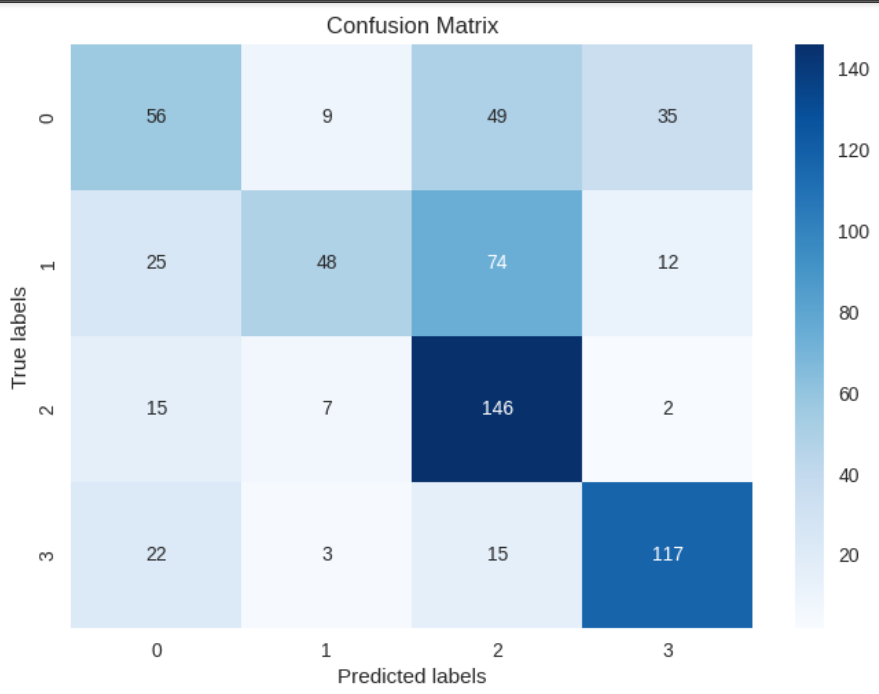 Confusion Matrix
0 56 9 49 35
1 25 48 74 12
2 15 7 146 2
3 22 3 15 117
0 1 2 3
Predicted labels
True labels
140
120
100
80
60
40
20